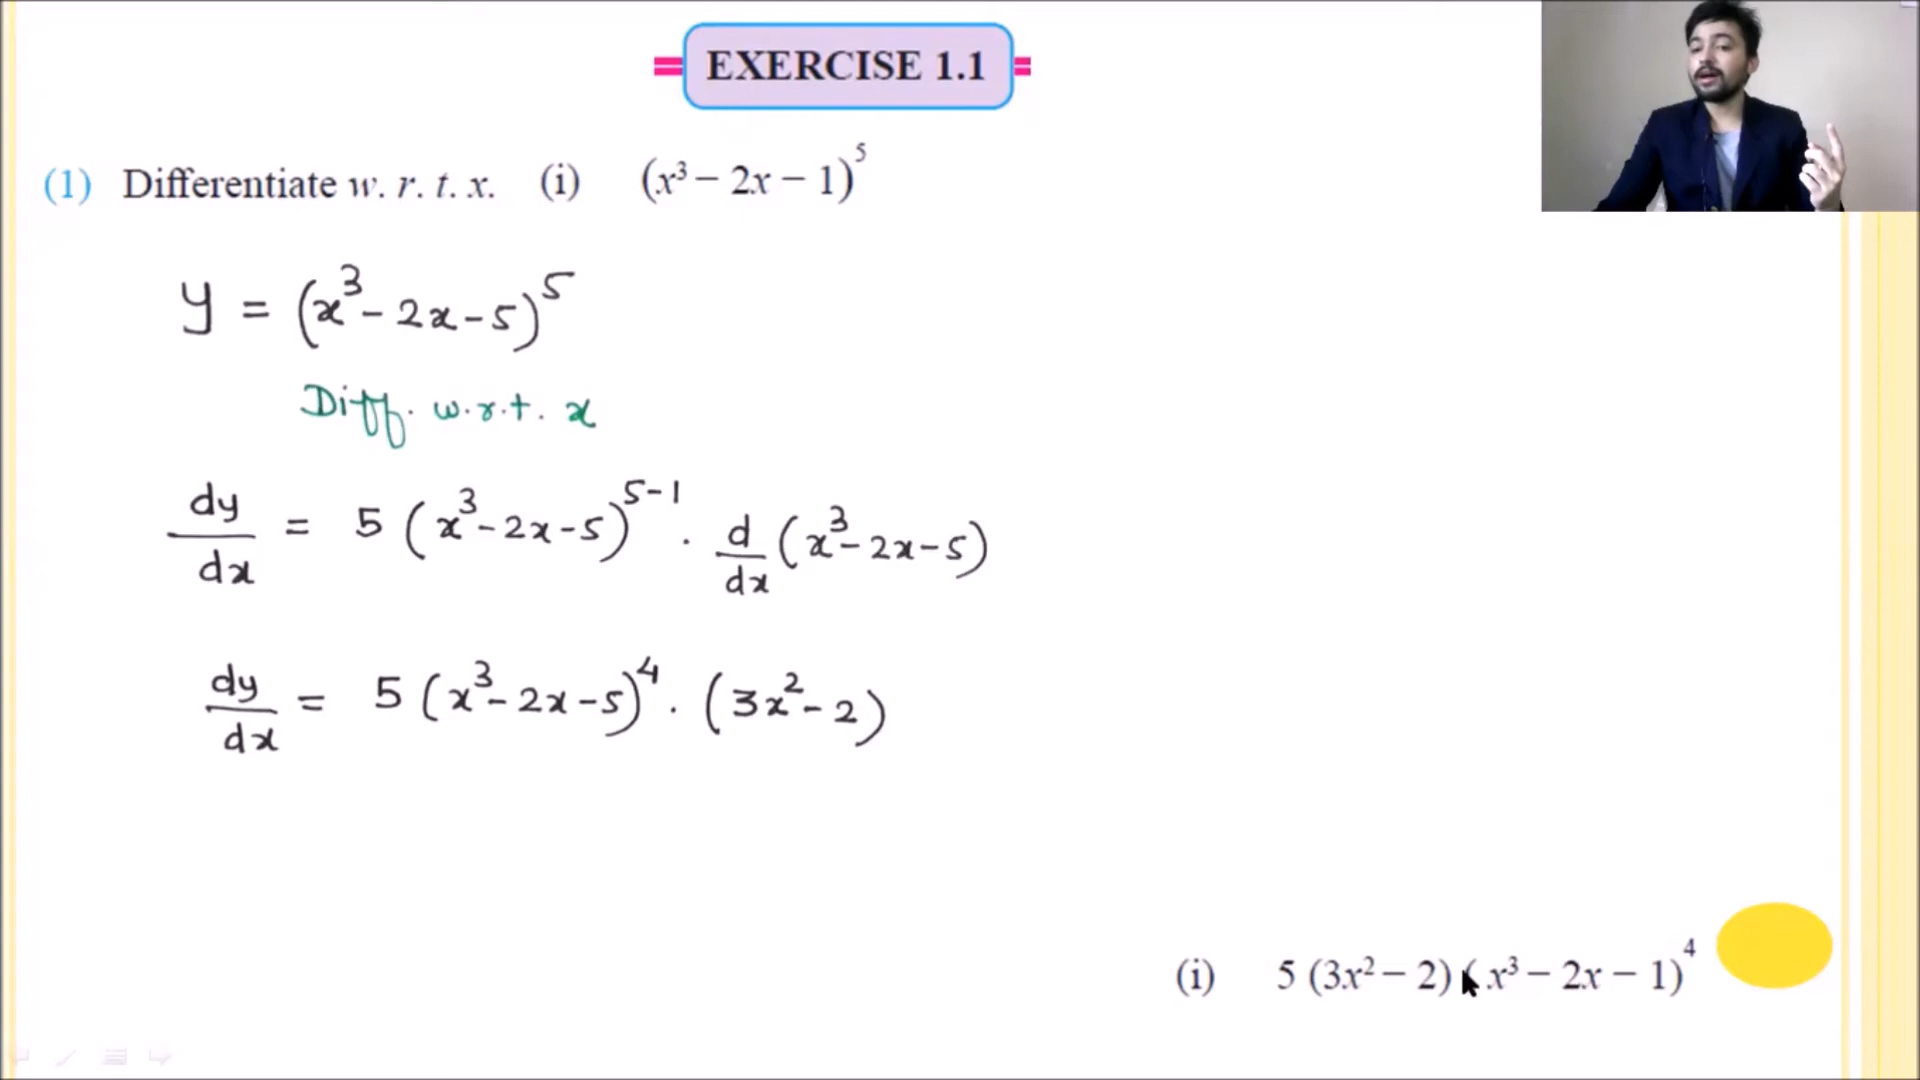 EXERCISE 1.1
(1) Differentiate w. r. t. x. (i) (x³ – 2x – 1)⁵
y = (x³ - 2x - 5)⁵
Diff. w.r.t. x
dy/dx = 5 (x³ - 2x - 5)⁵⁻¹ . d/dx (x³ - 2x - 5)
dy/dx = 5 (x³ - 2x - 5)⁴ . (3x² - 2)
(i) 5 (3x² – 2) (x³ – 2x – 1)⁴